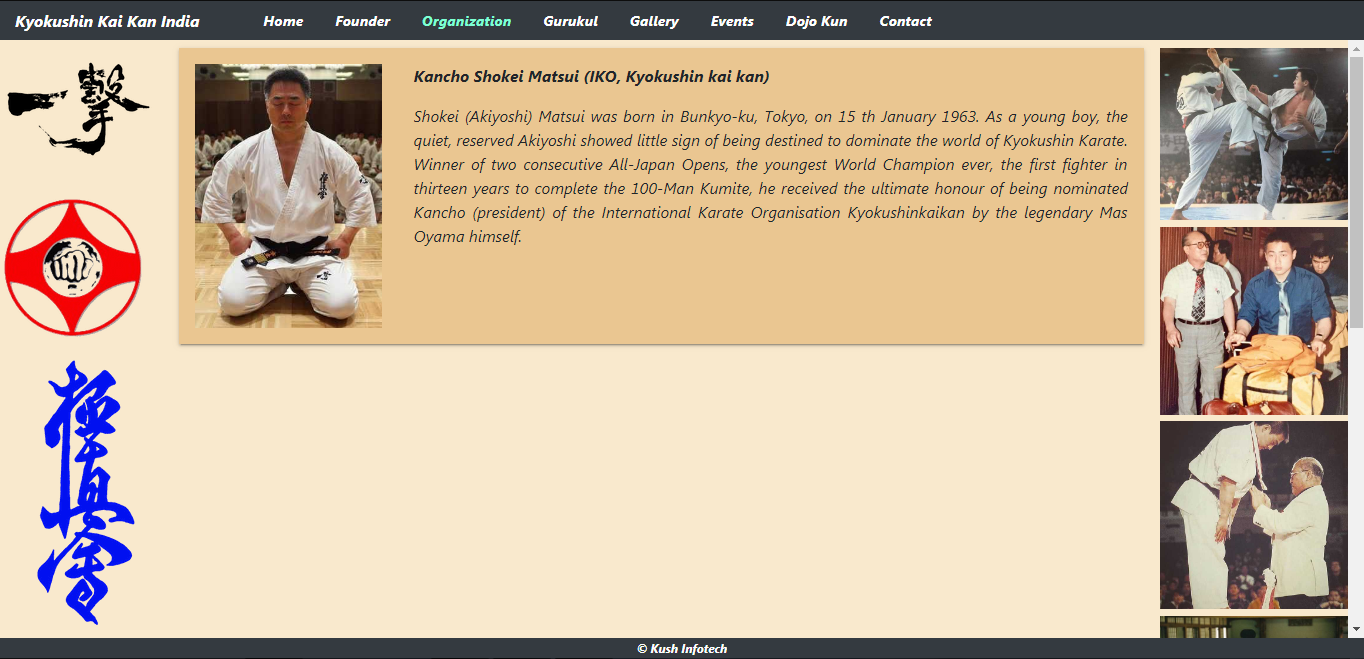 Kyokushin Kai Kan India Home Founder Organization Gurukul Gallery Events Dojo Kun Contact
一撃
極真會
Kancho Shokei Matsui (IKO, Kyokushin kai kan)
Shokei (Akiyoshi) Matsui was born in Bunkyo-ku, Tokyo, on 15 th January 1963. As a young boy, the
quiet, reserved Akiyoshi showed little sign of being destined to dominate the world of Kyokushin Karate.
Winner of two consecutive All-Japan Opens, the youngest World Champion ever, the first fighter in
thirteen years to complete the 100-Man Kumite, he received the ultimate honour of being nominated
Kancho (president) of the International Karate Organisation Kyokushinkaikan by the legendary Mas
Oyama himself.
© Kush Infotech